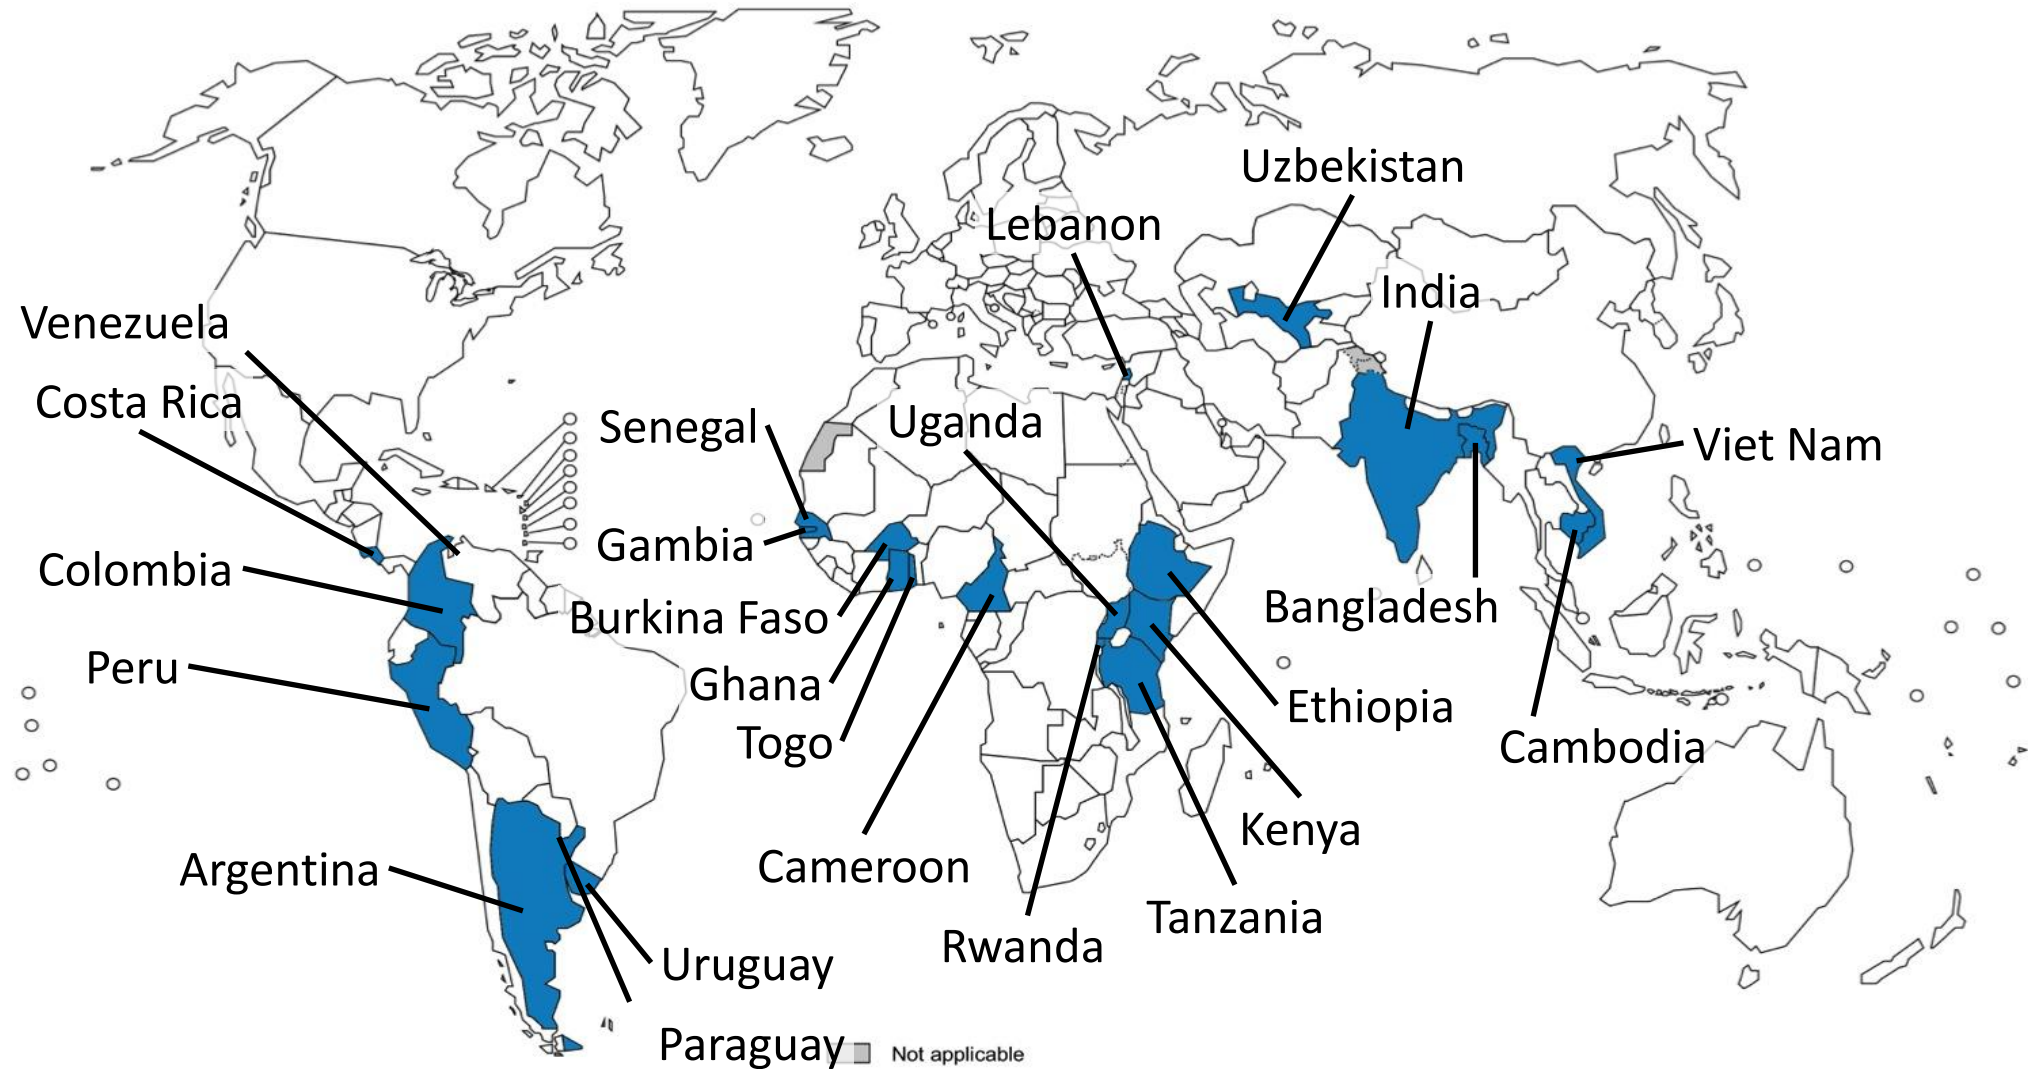 Uzbekistan
Lebanon
India
Venezuela
Costa Rica
Senegal
Uganda
Viet Nam
Gambia
Colombia
Burkina Faso
Bangladesh
Peru
Ghana
Ethiopia
Togo
Cambodia
Kenya
Argentina
Cameroon
Tanzania
Rwanda
Uruguay
Paraguay
Not applicable